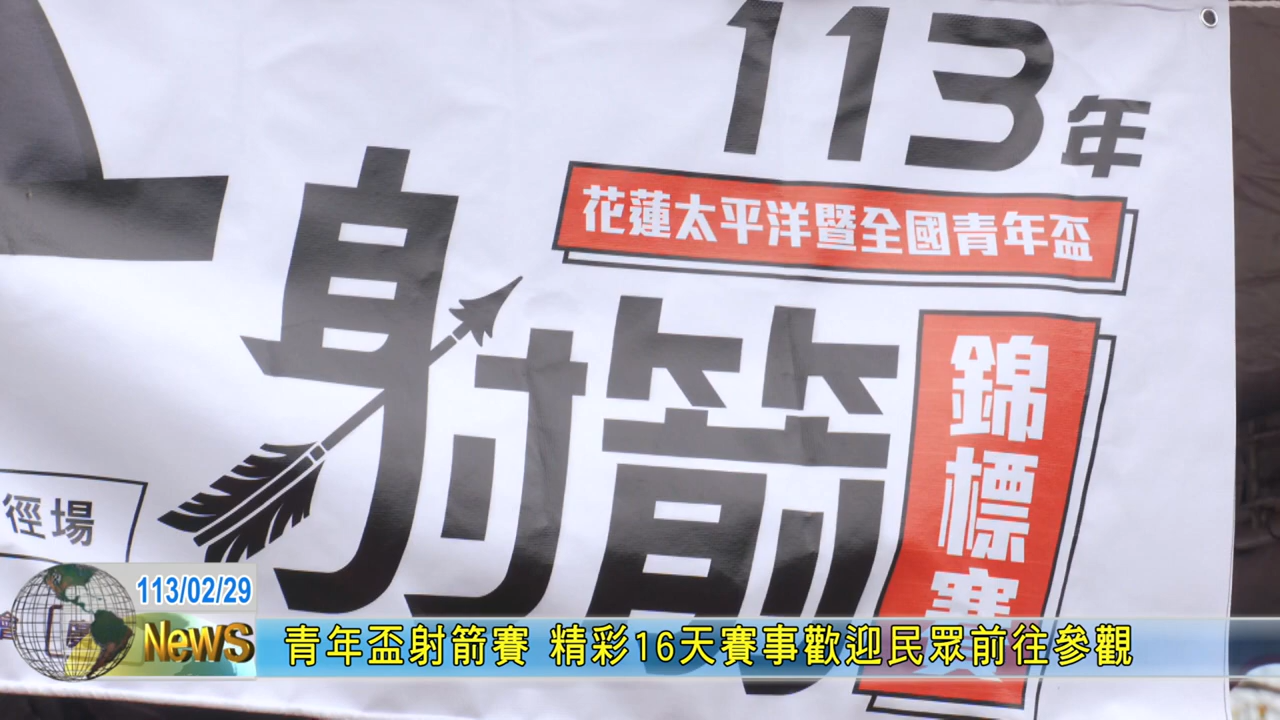 113年
花蓮太平洋暨全國青年盃
射箭
錦標賽
徑場
113/02/29
News
青年盃射箭賽 精彩16天賽事歡迎民眾前往參觀